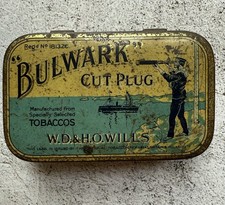 "BULWARK"
CUT PLUG
Manufactured from
Specially Selected
TOBACCOS
W.D.& H.O.WILLS